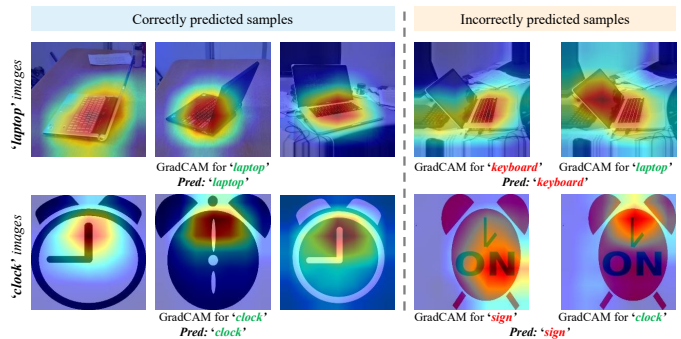 Correctly predicted samples
Incorrectly predicted samples
'laptop' images
GradCAM for 'laptop'
Pred: 'laptop'
GradCAM for 'keyboard'
GradCAM for 'laptop'
Pred: 'keyboard'
'clock' images
ON
ON
GradCAM for 'clock'
Pred: 'clock'
GradCAM for 'sign'
GradCAM for 'clock'
Pred: 'sign'